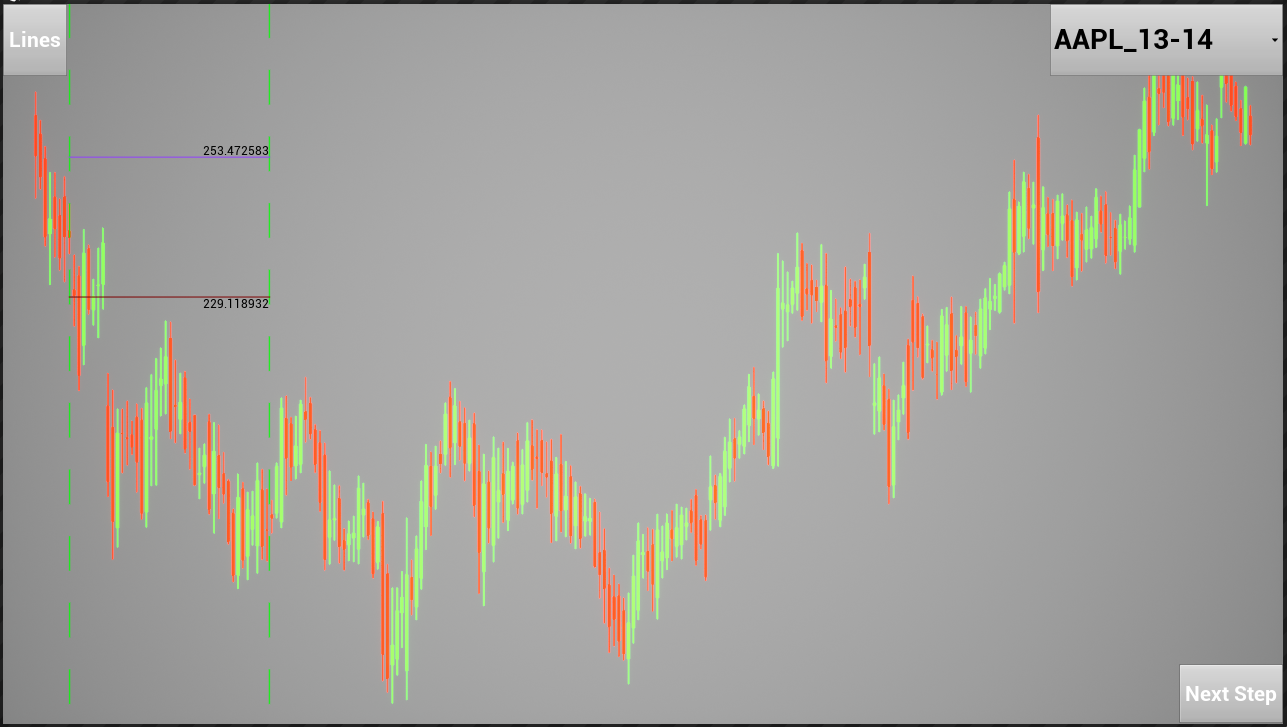 Lines
AAPL_13-14
253.472583
229.118932
Next Step